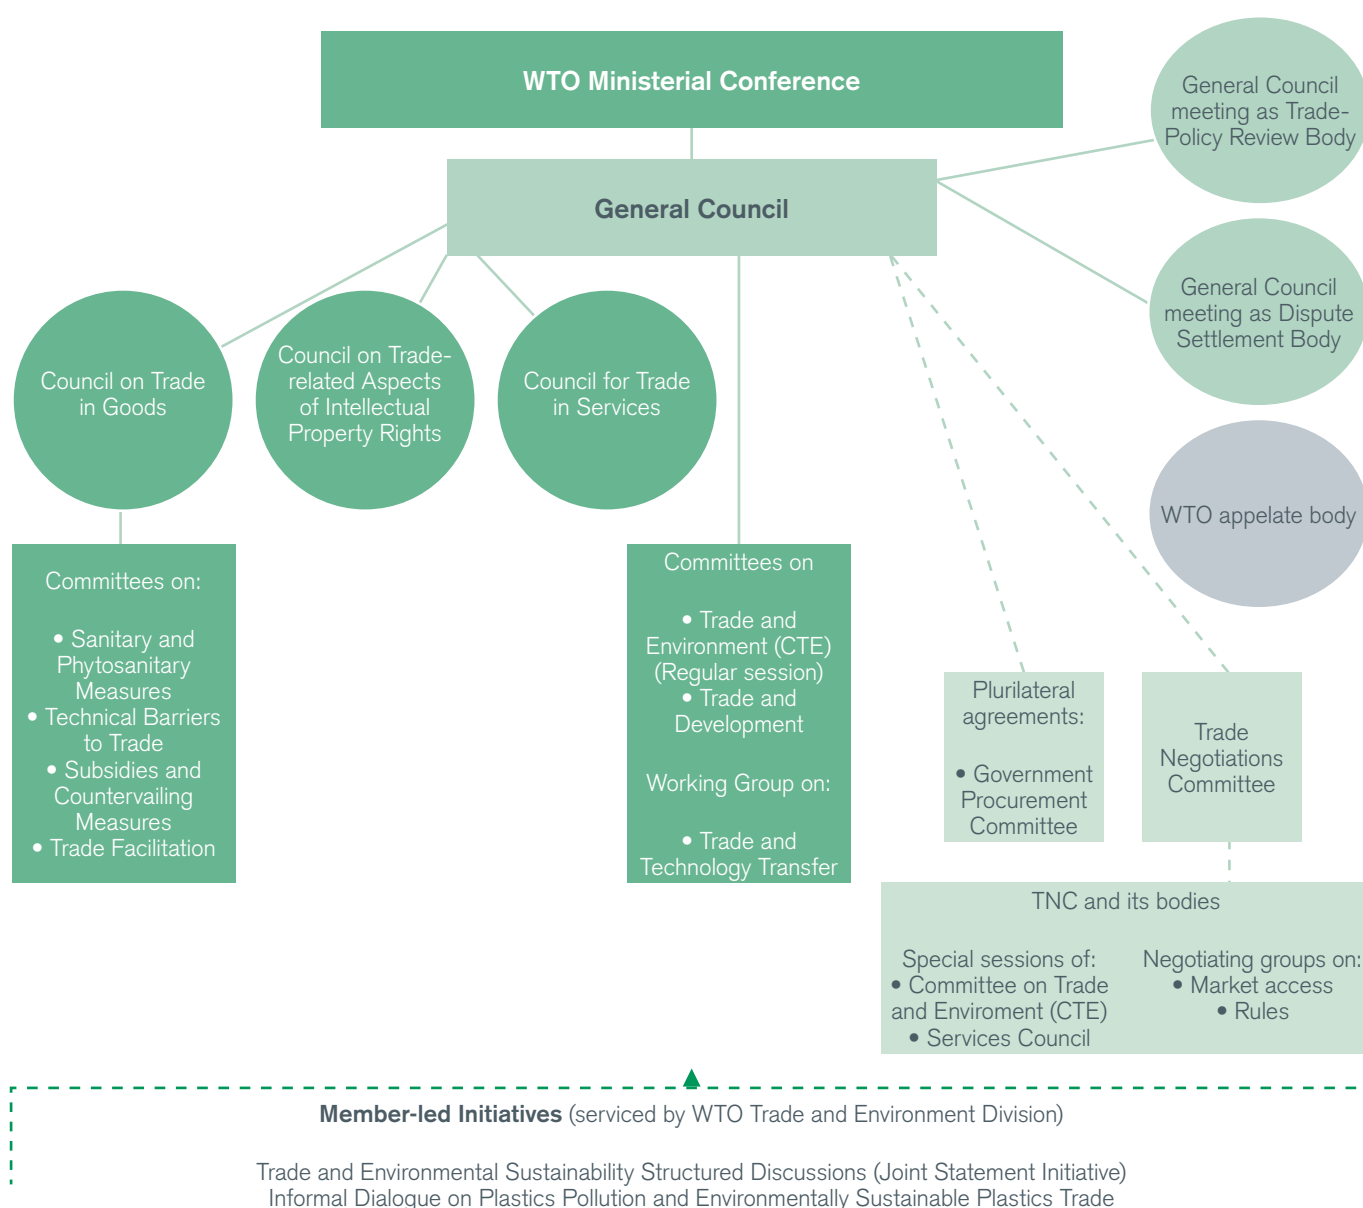 WTO Ministerial Conference
General Council
meeting as Trade-
Policy Review Body
General Council
General Council
meeting as Dispute
Settlement Body
Council on Trade
in Goods
Council on Trade-
related Aspects
of Intellectual
Property Rights
Council for Trade
in Services
WTO appelate body
Committees on:
• Sanitary and
Phytosanitary
Measures
• Technical Barriers
to Trade
• Subsidies and
Countervailing
Measures
• Trade Facilitation
Committees on
• Trade and
Environment (CTE)
(Regular session)
• Trade and
Development
Working Group on:
• Trade and
Technology Transfer
Plurilateral
agreements:
• Government
Procurement
Committee
Trade
Negotiations
Committee
TNC and its bodies
Special sessions of:
• Committee on Trade
and Enviroment (CTE)
• Services Council
Negotiating groups on:
• Market access
• Rules
Member-led Initiatives (serviced by WTO Trade and Environment Division)
Trade and Environmental Sustainability Structured Discussions (Joint Statement Initiative)
Informal Dialogue on Plastics Pollution and Environmentally Sustainable Plastics Trade